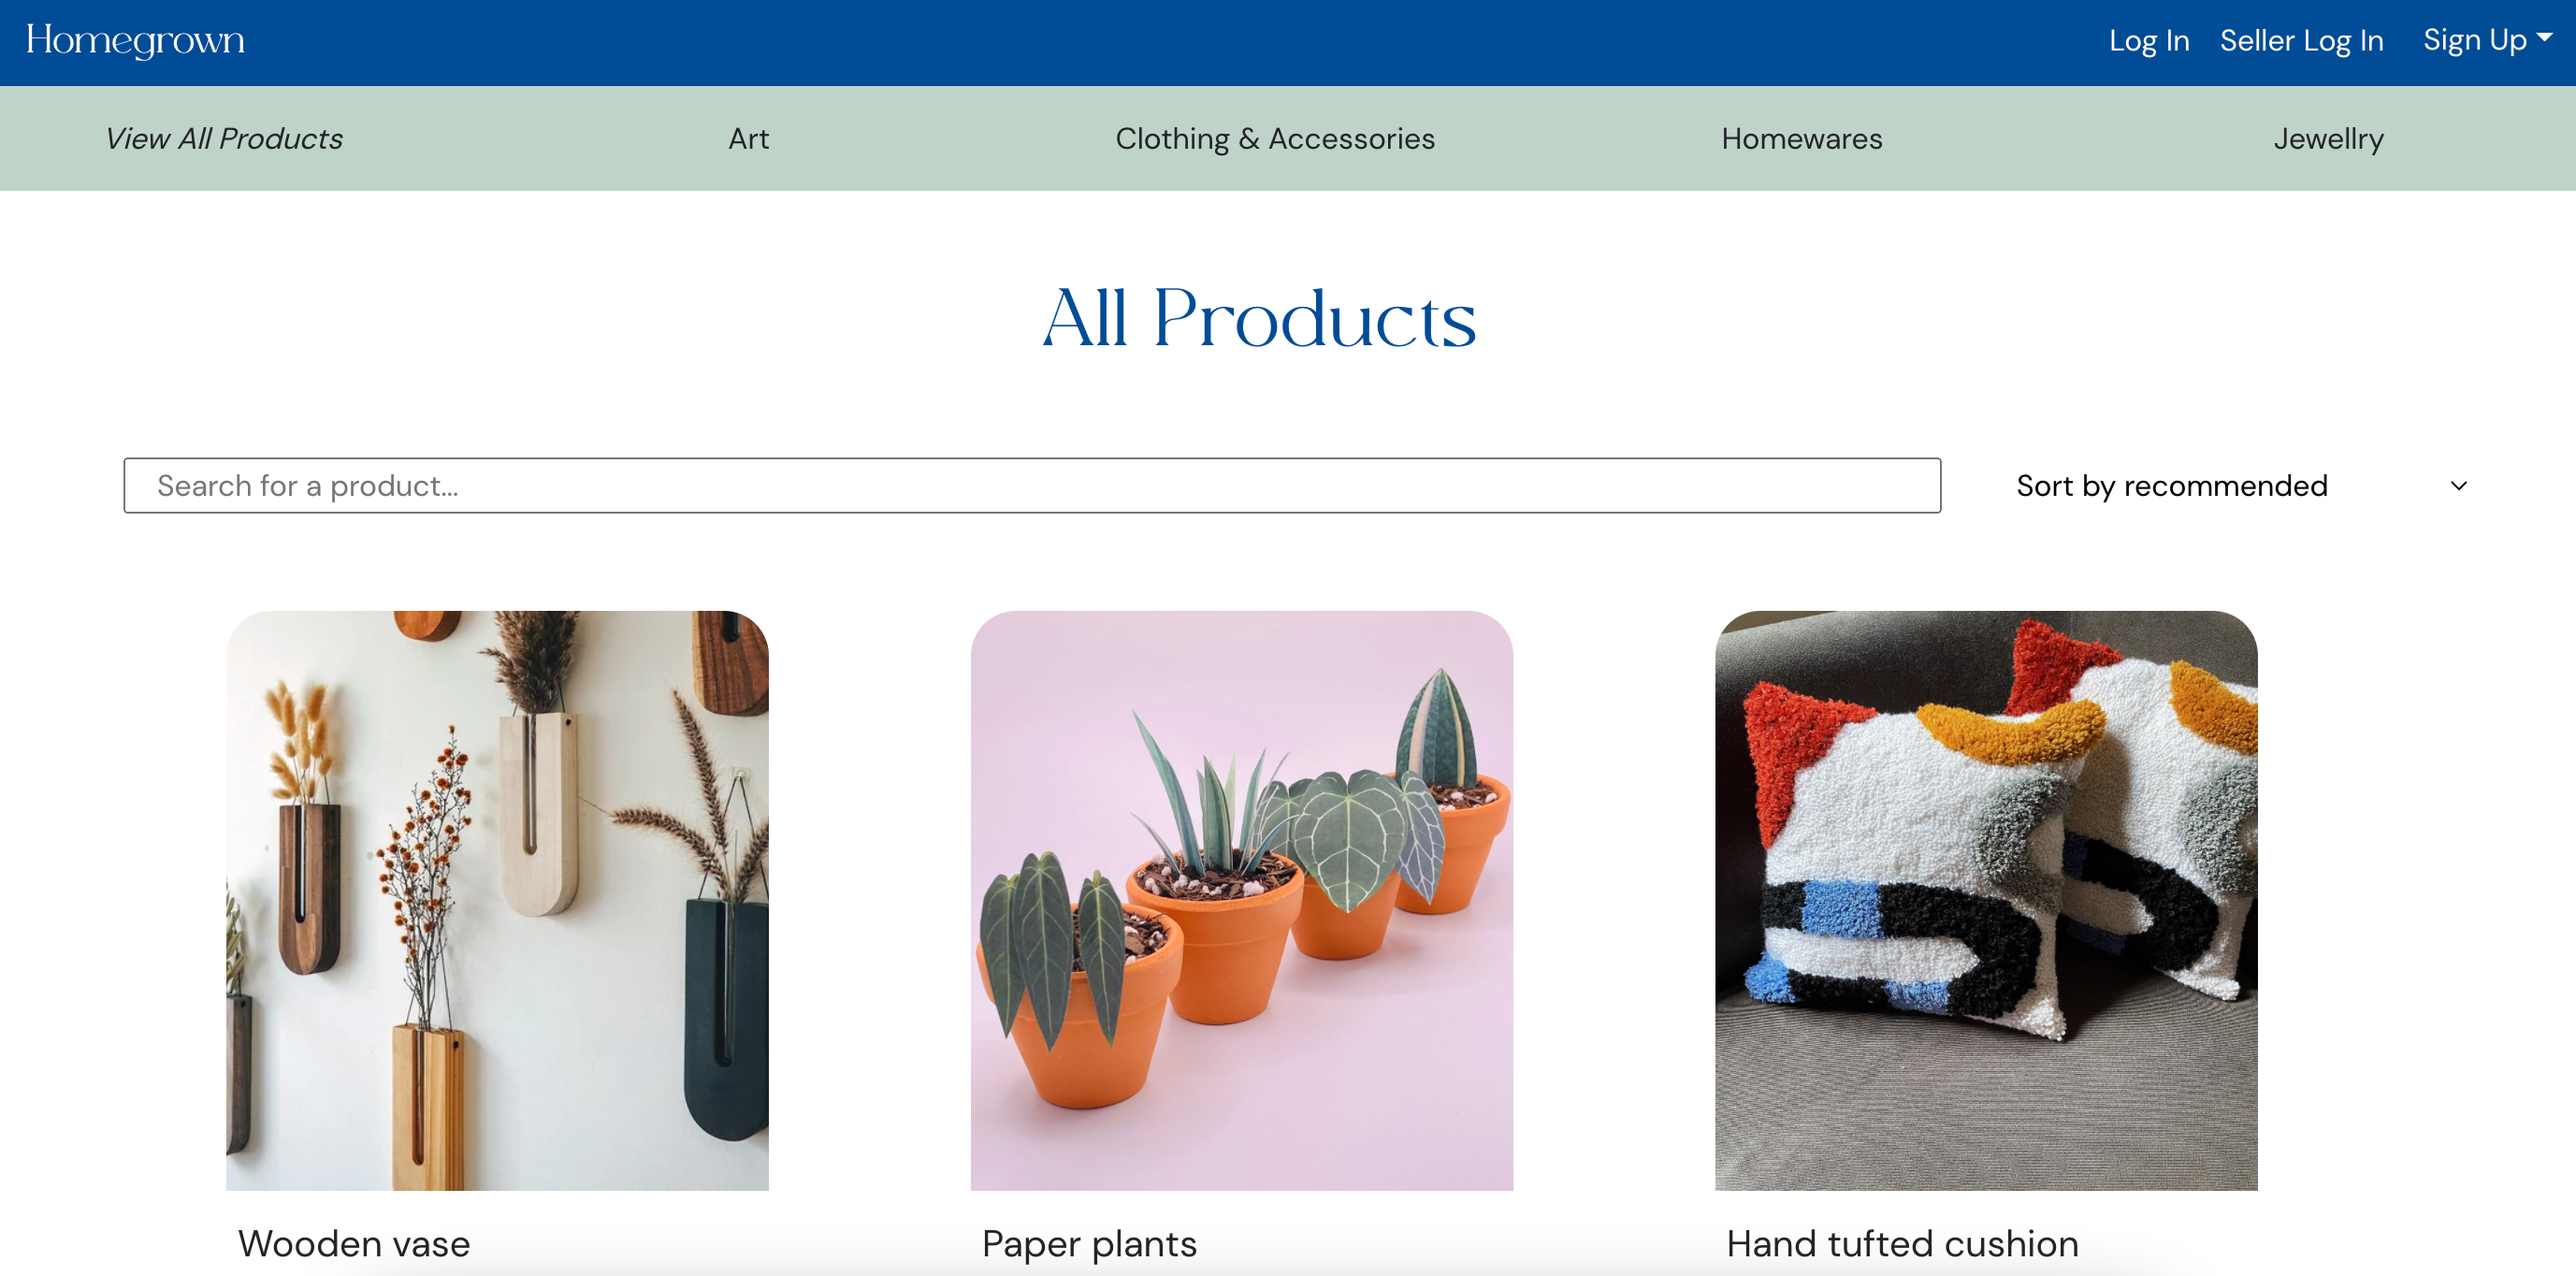 Homegrown
Log In
Seller Log In
Sign Up
View All Products
Art
Clothing & Accessories
Homewares
Jewellry
All Products
Search for a product...
Sort by recommended
Wooden vase
Paper plants
Hand tufted cushion